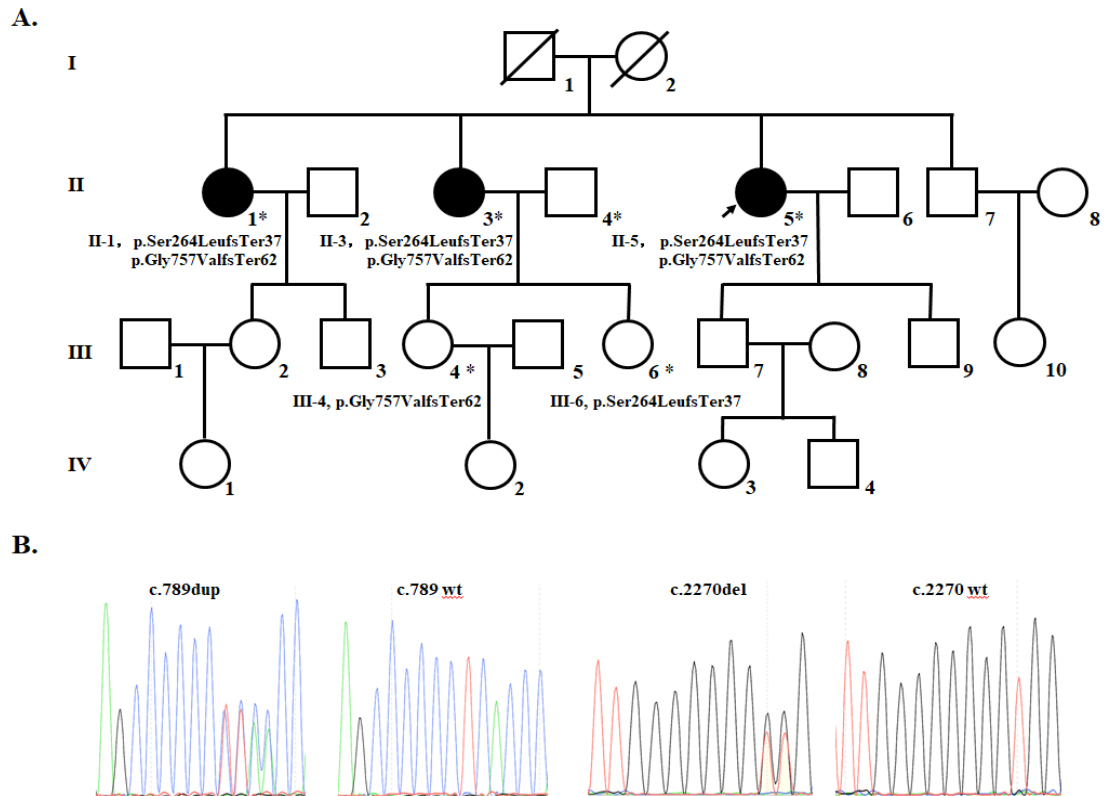 A.
I
1
2
II
1*
2
3*
4*
5*
6
7
8
II-1, p.Ser264LeufsTer37
p.Gly757ValfsTer62
II-3, p.Ser264LeufsTer37
p.Gly757ValfsTer62
II-5, p.Ser264LeufsTer37
p.Gly757ValfsTer62
III
1
2
3
4 *
5
6 *
7
8
9
10
III-4, p.Gly757ValfsTer62
III-6, p.Ser264LeufsTer37
IV
1
2
3
4
B.
c.789dup
c.789 wt
c.2270del
c.2270 wt